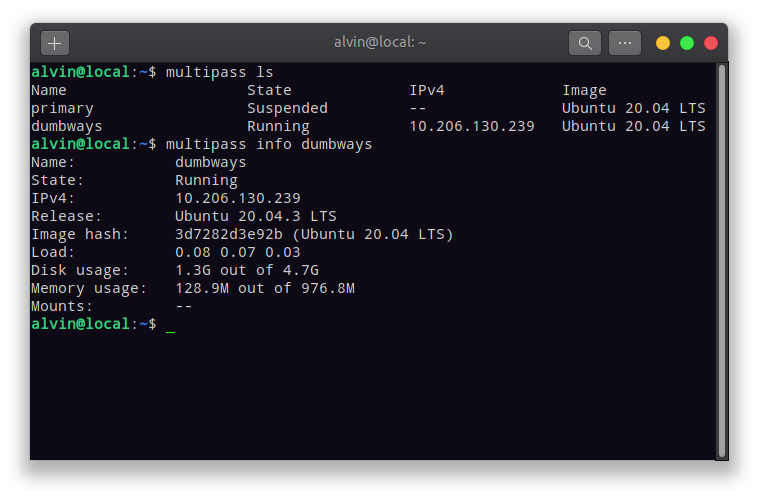 alvin@local: ~
alvin@local:~$ multipass ls
Name                    State             IPv4             Image
primary                 Suspended         --               Ubuntu 20.04 LTS
dumbways                Running           10.206.130.239   Ubuntu 20.04 LTS
alvin@local:~$ multipass info dumbways
Name:           dumbways
State:          Running
IPv4:           10.206.130.239
Release:        Ubuntu 20.04.3 LTS
Image hash:     3d7282d3e92b (Ubuntu 20.04 LTS)
Load:           0.08 0.07 0.03
Disk usage:     1.3G out of 4.7G
Memory usage:   128.9M out of 976.8M
Mounts:         --
alvin@local:~$ _